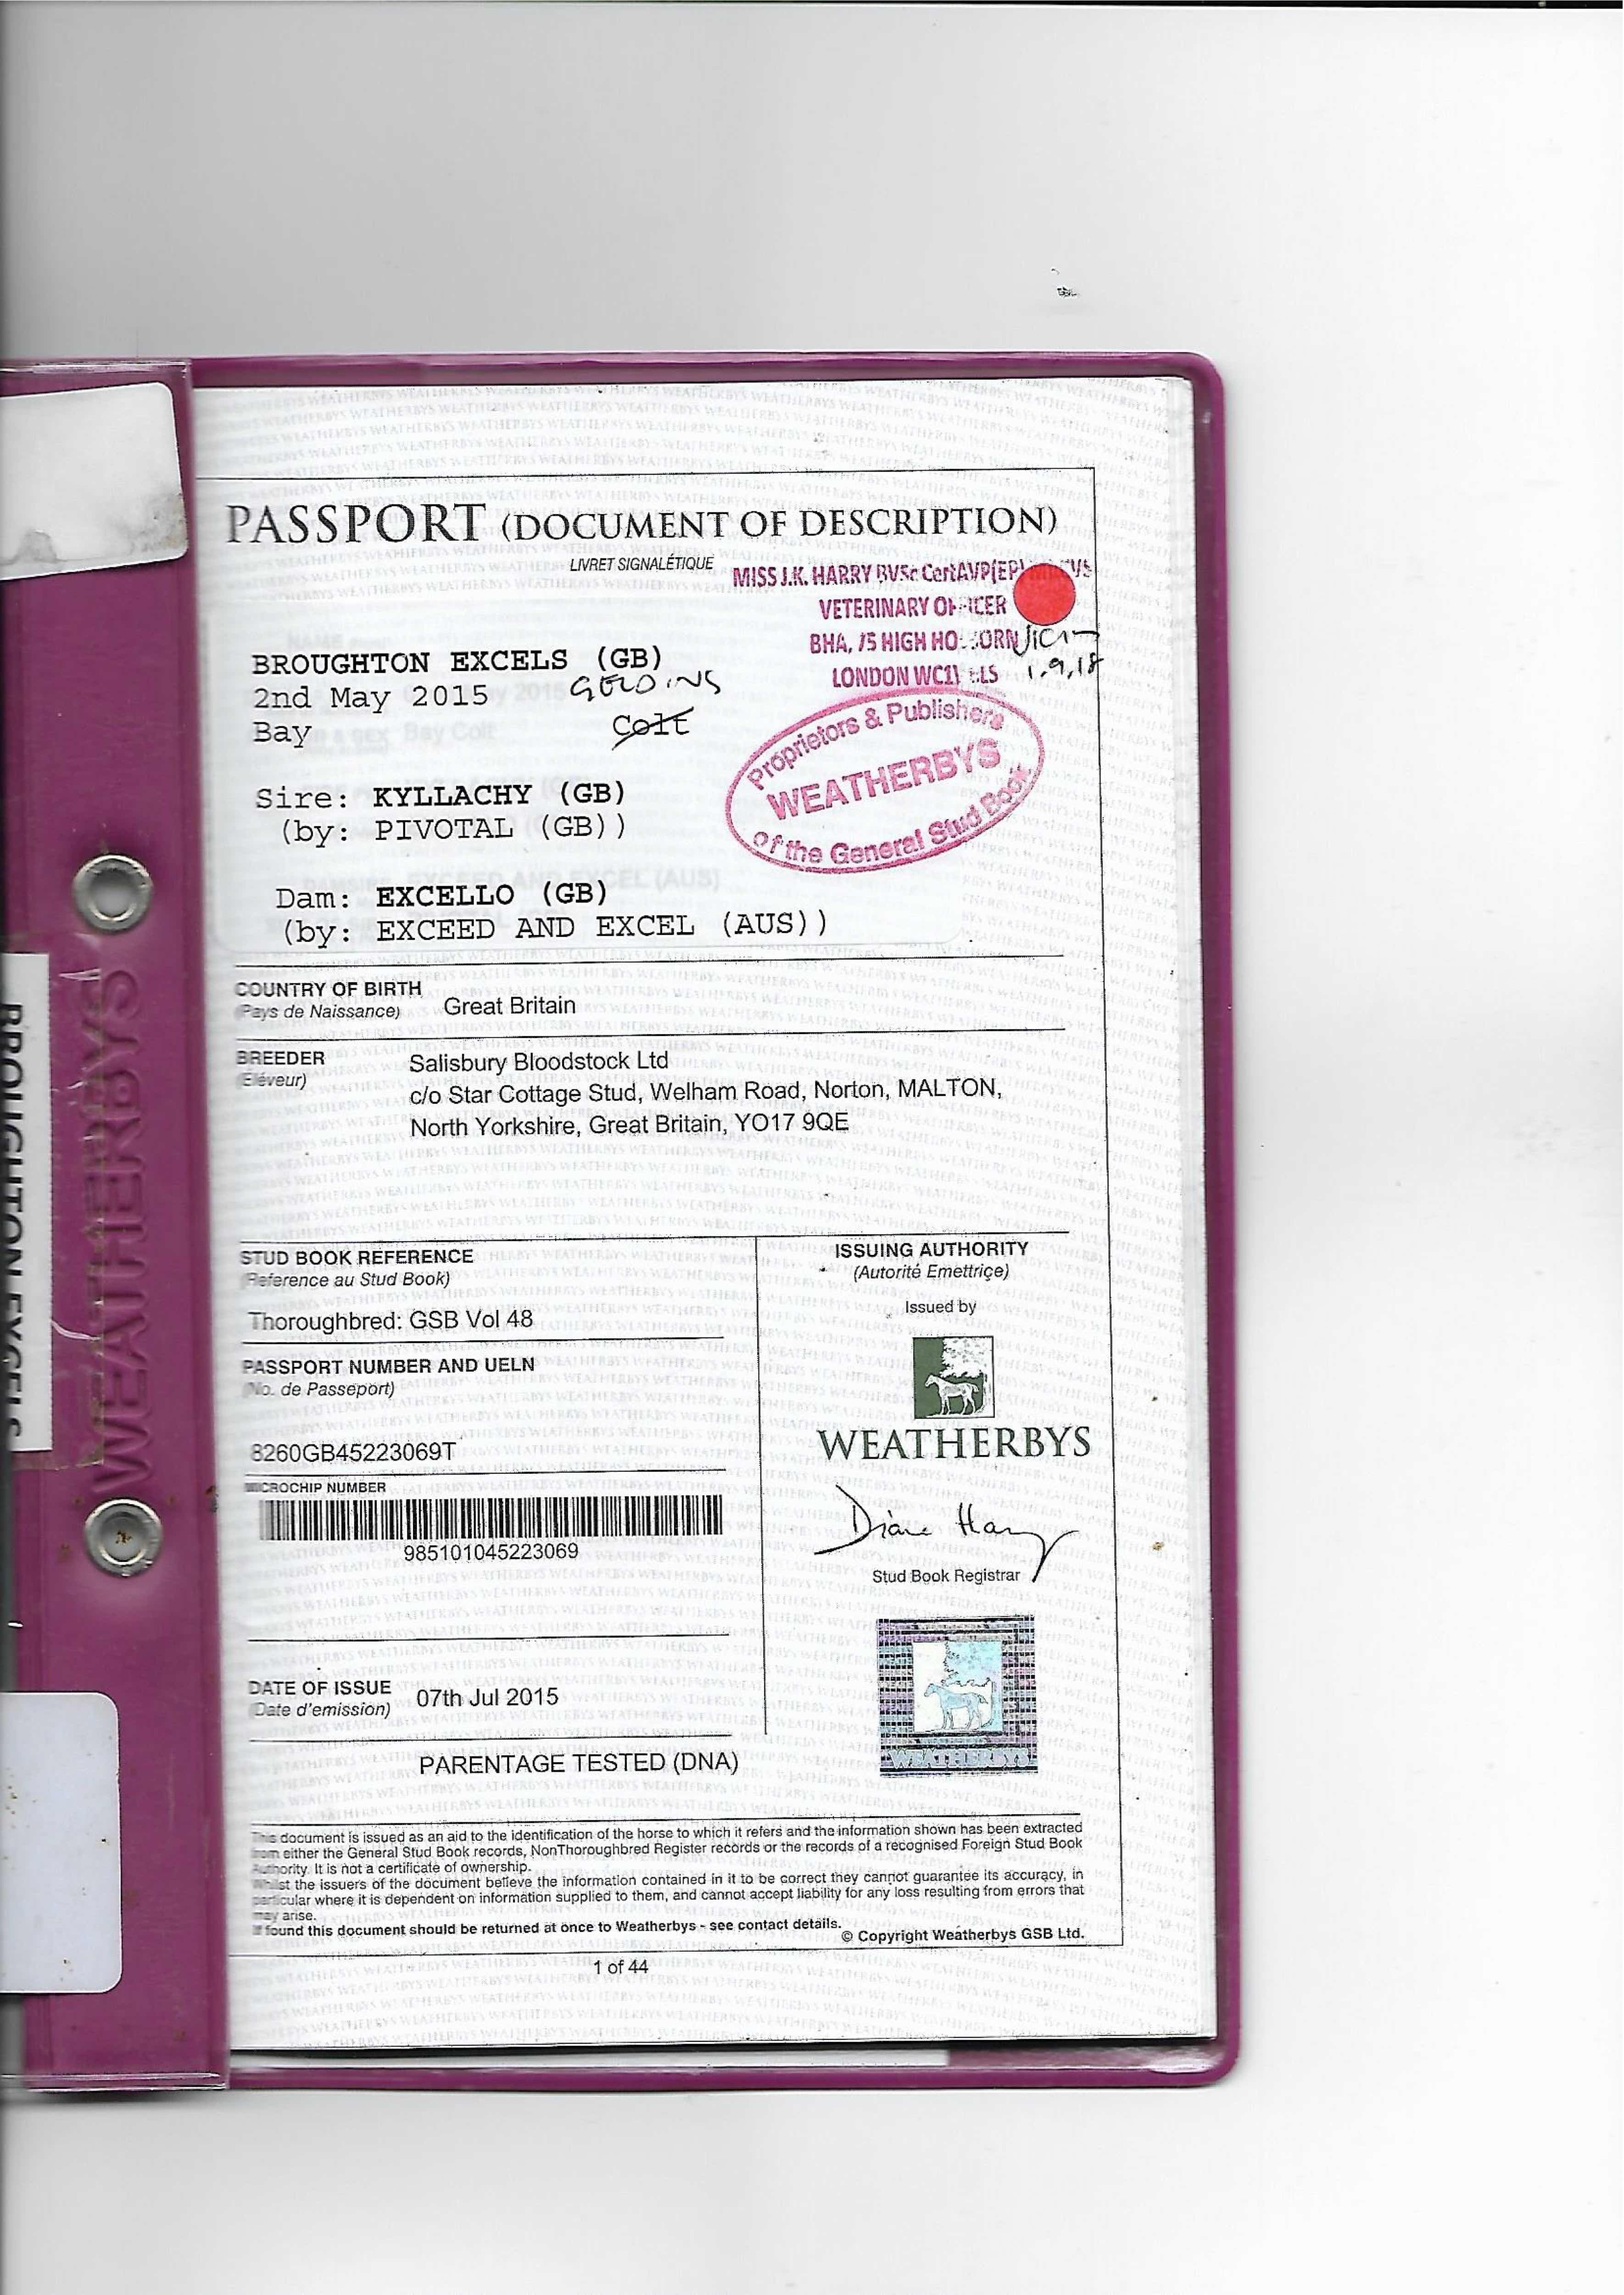 PASSPORT (DOCUMENT OF DESCRIPTION)
LIVRET SIGNALÉTIQUE
MISS J.K. HARRY BVSc CertAVP(EP)
VETERINARY OFFICER
BHA, 75 HIGH HOLBORN
LONDON WC1V 6LS 1.9.18
BROUGHTON EXCELS (GB)
2nd May 2015 GELDING
Bay Colt
Proprietors & Publishers
WEATHERBYS
of the General Stud Book
Sire: KYLLACHY (GB)
(by: PIVOTAL (GB))
Dam: EXCELLO (GB)
(by: EXCEED AND EXCEL (AUS))
COUNTRY OF BIRTH
Pays de Naissance) Great Britain
BREEDER Salisbury Bloodstock Ltd
Eleveur) c/o Star Cottage Stud, Welham Road, Norton, MALTON,
North Yorkshire, Great Britain, YO17 9QE
STUD BOOK REFERENCE
Reference au Stud Book)
Thoroughbred: GSB Vol 48
PASSPORT NUMBER AND UELN
No. de Passeport)
8260GB45223069T
MICROCHIP NUMBER
985101045223069
DATE OF ISSUE
Date d'emission) 07th Jul 2015
PARENTAGE TESTED (DNA)
ISSUING AUTHORITY
(Autorité Emettriçe)
Issued by
WEATHERBYS
Diane Harvey
Stud Book Registrar
WEATHERBYS
This document is issued as an aid to the identification of the horse to which it refers and the information shown has been extracted
from either the General Stud Book records, NonThoroughbred Register records or the records of a recognised Foreign Stud Book
Authority. It is not a certificate of ownership.
Whilst the issuers of the document believe the information contained in it to be correct they cannot guarantee its accuracy, in
particular where it is dependent on information supplied to them, and cannot accept liability for any loss resulting from errors that
may arise.
If found this document should be returned at once to Weatherbys - see contact details.
© Copyright Weatherbys GSB Ltd.
1 of 44
WEATHERBYS
BROUGHTON EXCELS